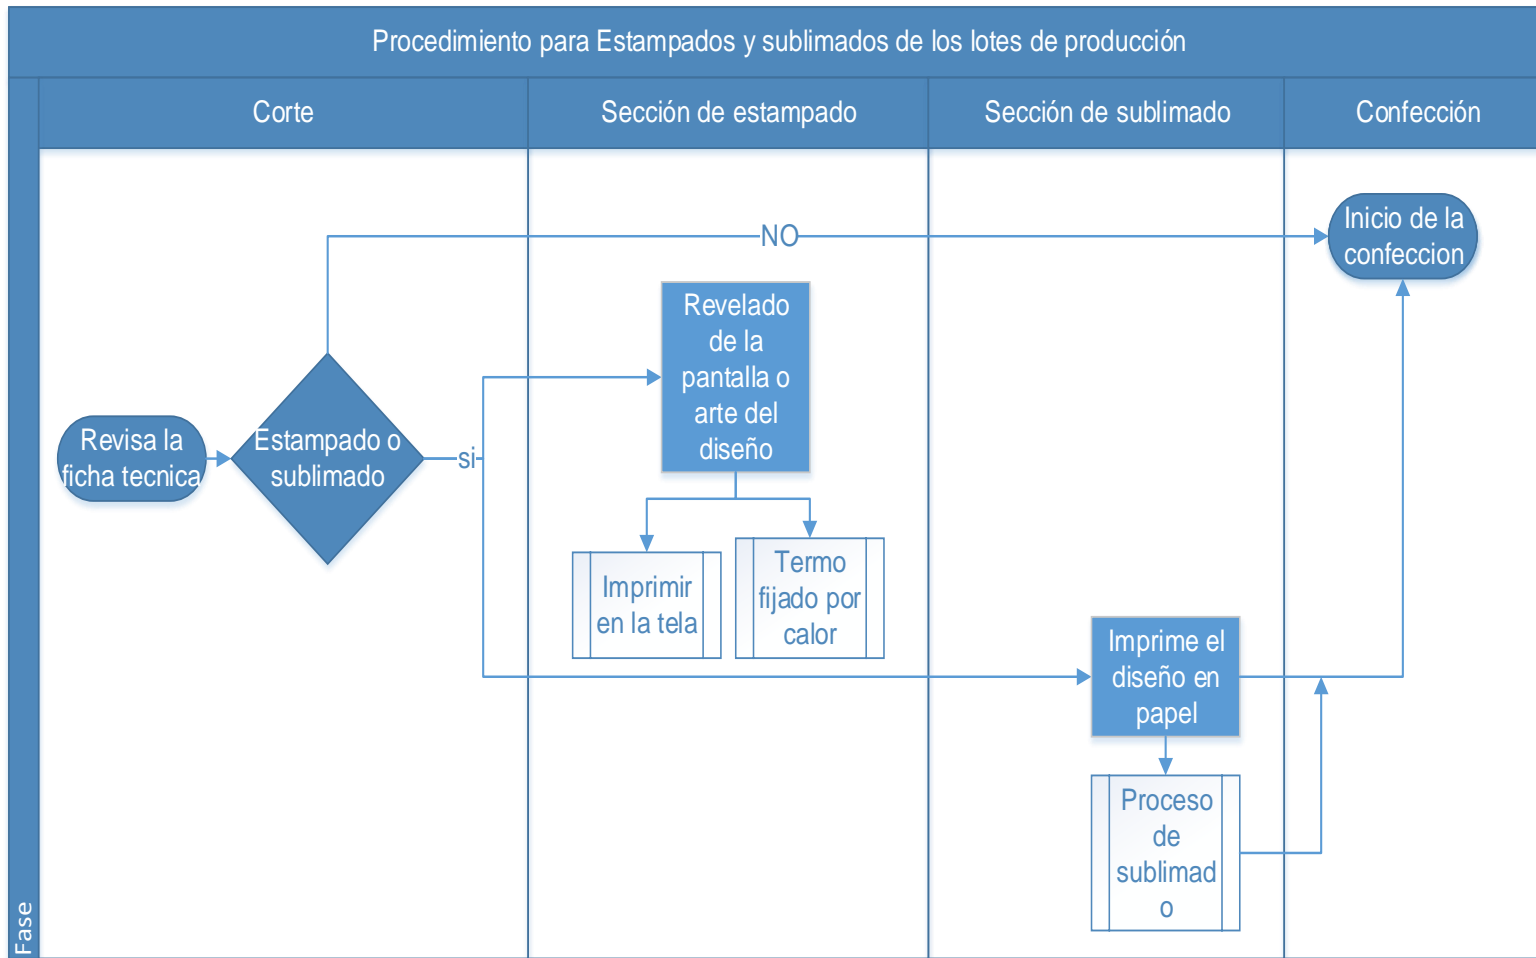 Procedimiento para Estampados y sublimados de los lotes de producción
Corte
Sección de estampado
Sección de sublimado
Confección
Inicio de la
confeccion
NO
Revelado
de la
pantalla o
arte del
diseño
Revisa la
ficha tecnica
Estampado o
sublimado
si
Imprimir
en la tela
Termo
fijado por
calor
Imprime el
diseño en
papel
Proceso
de
sublimad
o
Fase